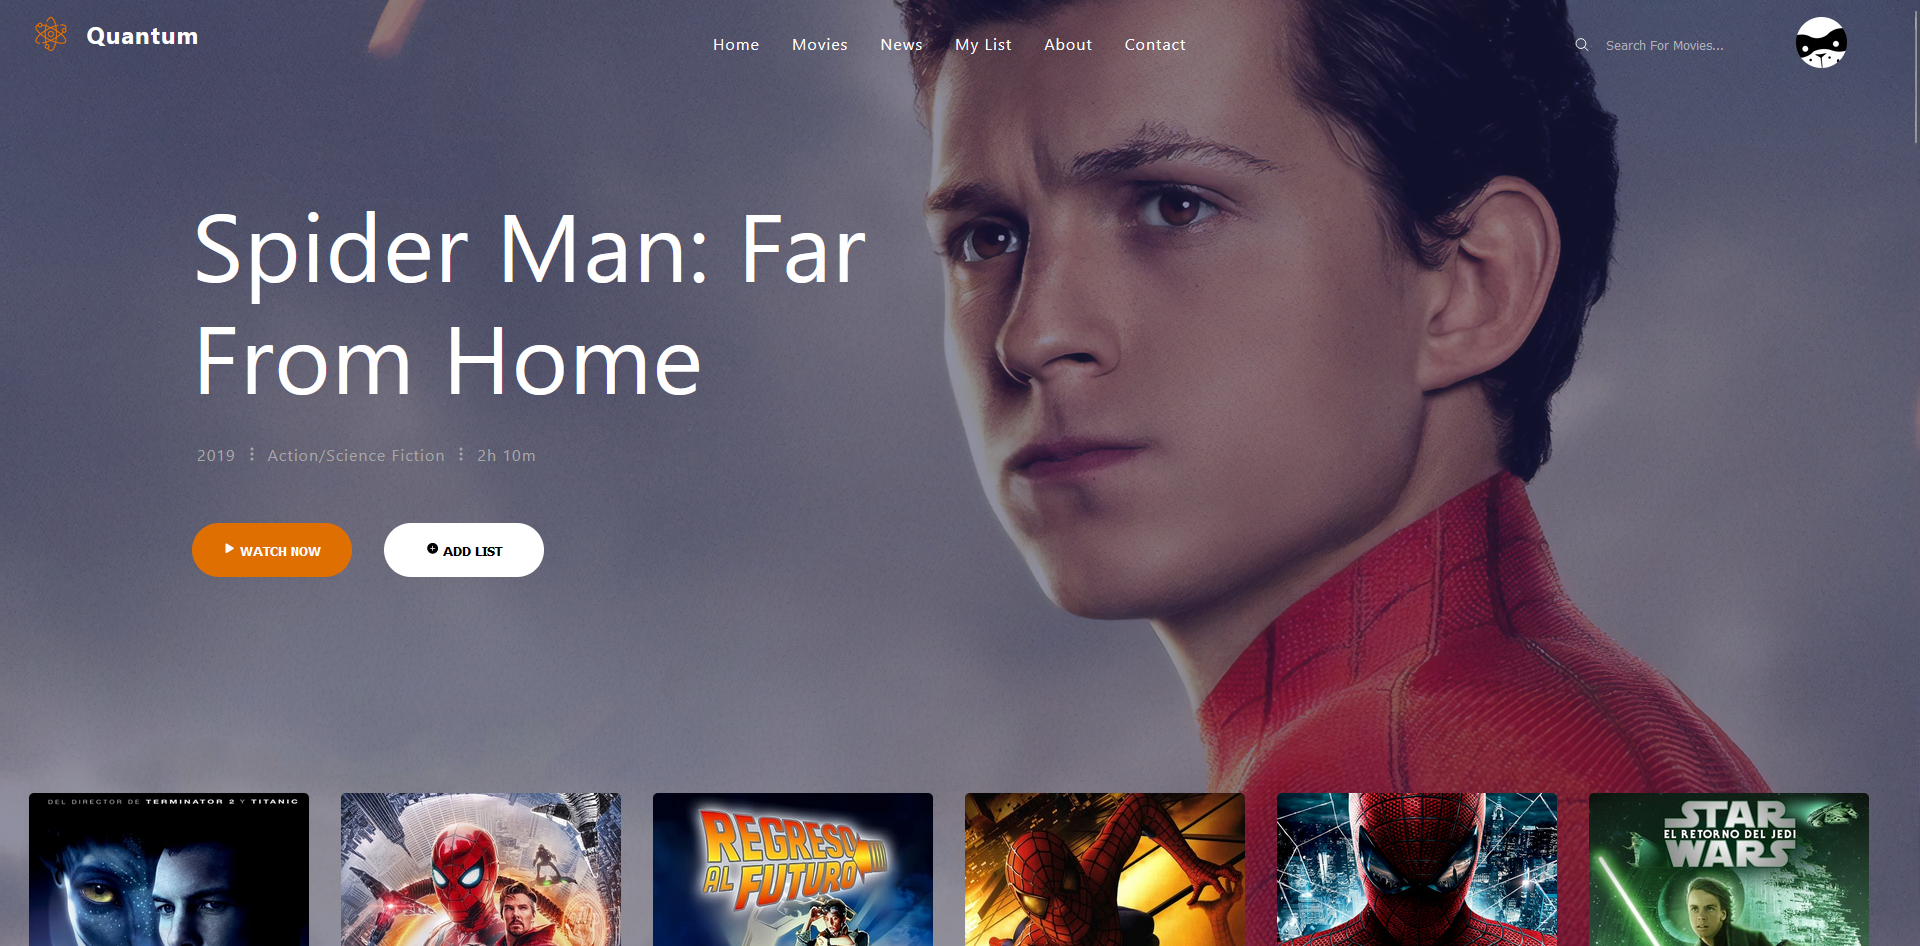 Quantum
Home Movies News My List About Contact
Search For Movies...
Spider Man: Far
From Home
2019 ⋮ Action/Science Fiction ⋮ 2h 10m
WATCH NOW ADD LIST
DEL DIRECTOR DE TERMINATOR 2 Y TITANIC
REGRESO
AL FUTURO
STAR
EL RETORNO DEL JEDI
WARS